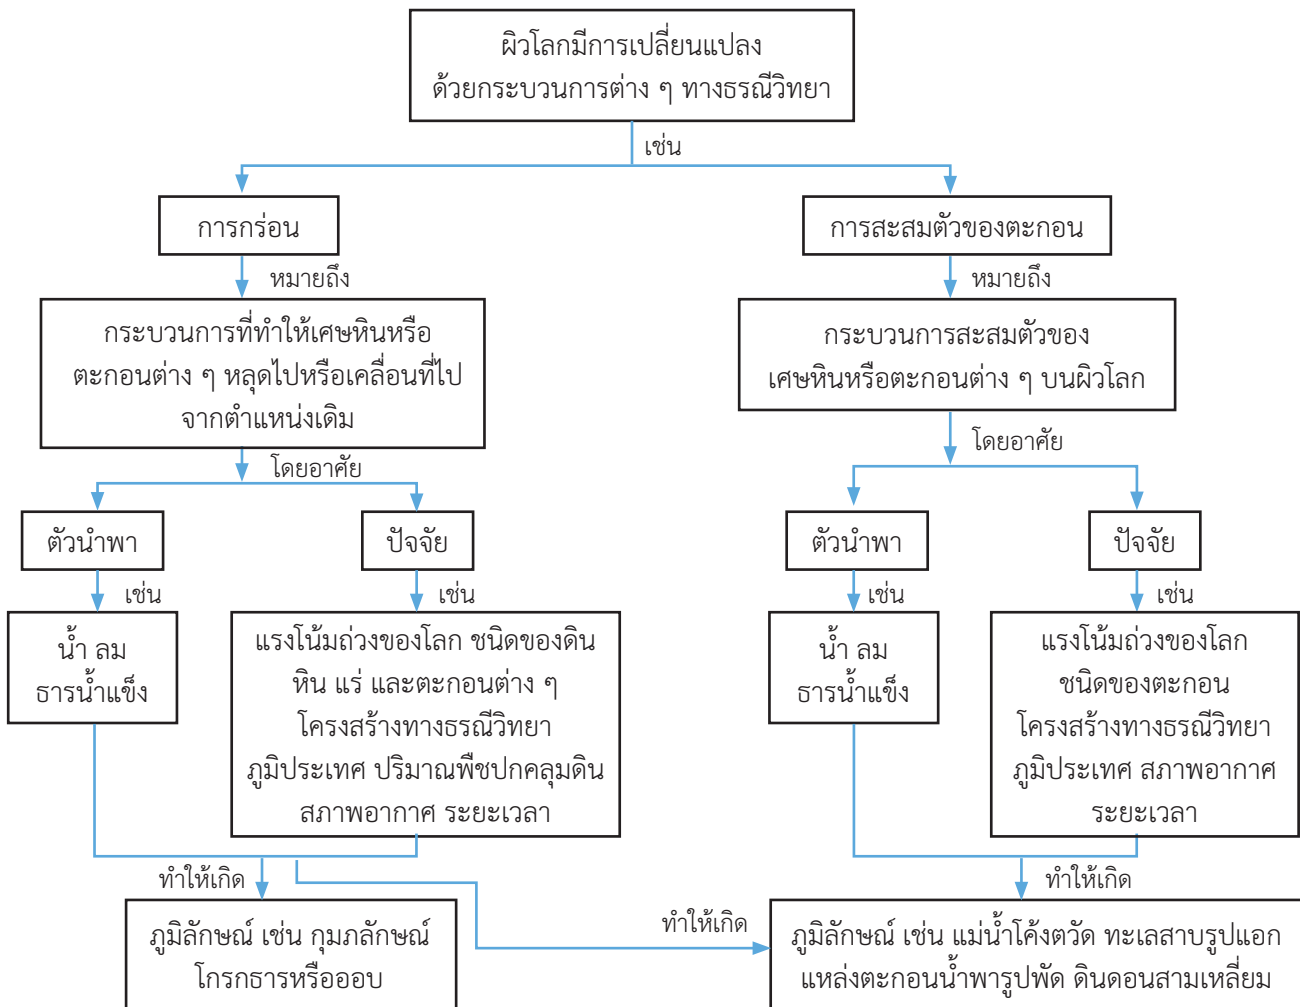 ผิวโลกมีการเปลี่ยนแปลง
ด้วยกระบวนการต่าง ๆ ทางธรณีวิทยา
เช่น
การกร่อน
การสะสมตัวของตะกอน
หมายถึง
หมายถึง
กระบวนการที่ทำให้เศษหินหรือ
ตะกอนต่าง ๆ หลุดไปหรือเคลื่อนที่ไป
จากตำแหน่งเดิม
กระบวนการสะสมตัวของ
เศษหินหรือตะกอนต่าง ๆ บนผิวโลก
โดยอาศัย
โดยอาศัย
ตัวนำพา
ปัจจัย
ตัวนำพา
ปัจจัย
เช่น
เช่น
เช่น
เช่น
น้ำ ลม
ธารน้ำแข็ง
แรงโน้มถ่วงของโลก ชนิดของดิน
หิน แร่ และตะกอนต่าง ๆ
โครงสร้างทางธรณีวิทยา
ภูมิประเทศ ปริมาณพืชปกคลุมดิน
สภาพอากาศ ระยะเวลา
น้ำ ลม
ธารน้ำแข็ง
แรงโน้มถ่วงของโลก
ชนิดของตะกอน
โครงสร้างทางธรณีวิทยา
ภูมิประเทศ สภาพอากาศ
ระยะเวลา
ทำให้เกิด
ทำให้เกิด
ทำให้เกิด
ภูมิลักษณ์ เช่น กุมภลักษณ์
โกรกธารหรือออบ
ภูมิลักษณ์ เช่น แม่น้ำโค้งตวัด ทะเลสาบรูปแอก
แหล่งตะกอนน้ำพารูปพัด ดินดอนสามเหลี่ยม